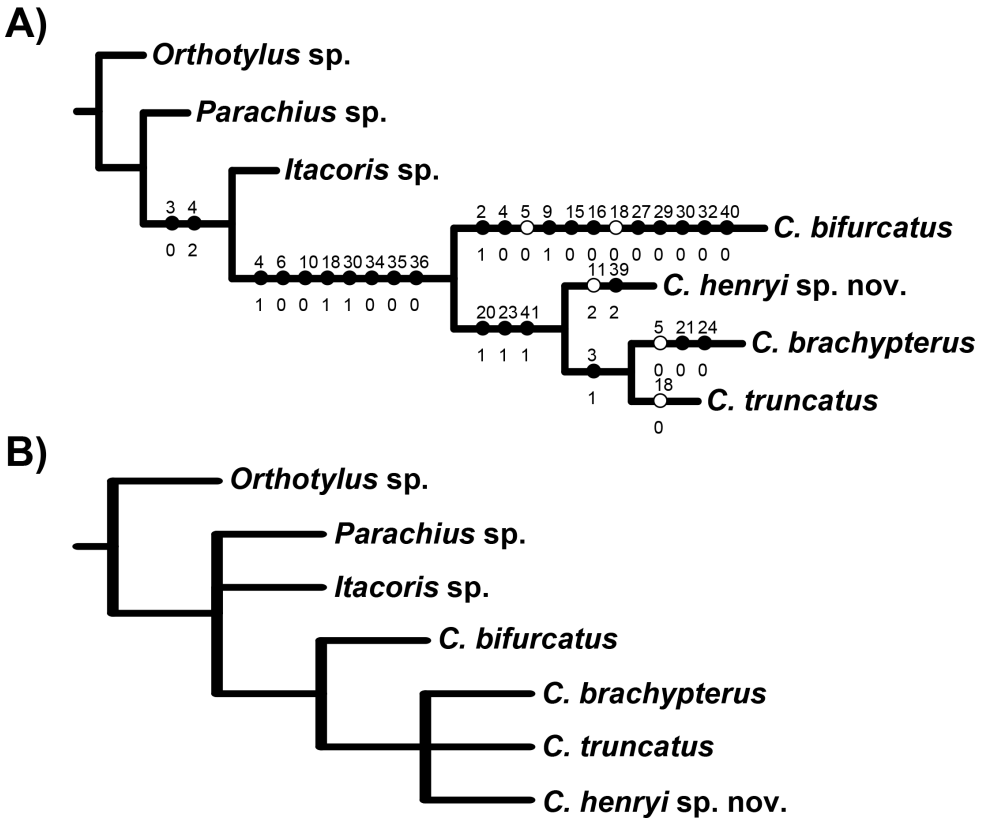 A)
Orthotylus sp.
Parachius sp.
Itacoris sp.
3 4
0 2
2 4 5 9 15 16 18 27 29 30 32 40
1 0 0 1 0 0 0 0 0 0 0 0
C. bifurcatus
4 6 10 18 30 34 35 36
1 0 0 1 1 0 0 0
11 39
2 2
C. henryi sp. nov.
20 23 41
1 1 1
5 21 24
0 0 0
C. brachypterus
3
1
18
0
C. truncatus
B)
Orthotylus sp.
Parachius sp.
Itacoris sp.
C. bifurcatus
C. brachypterus
C. truncatus
C. henryi sp. nov.